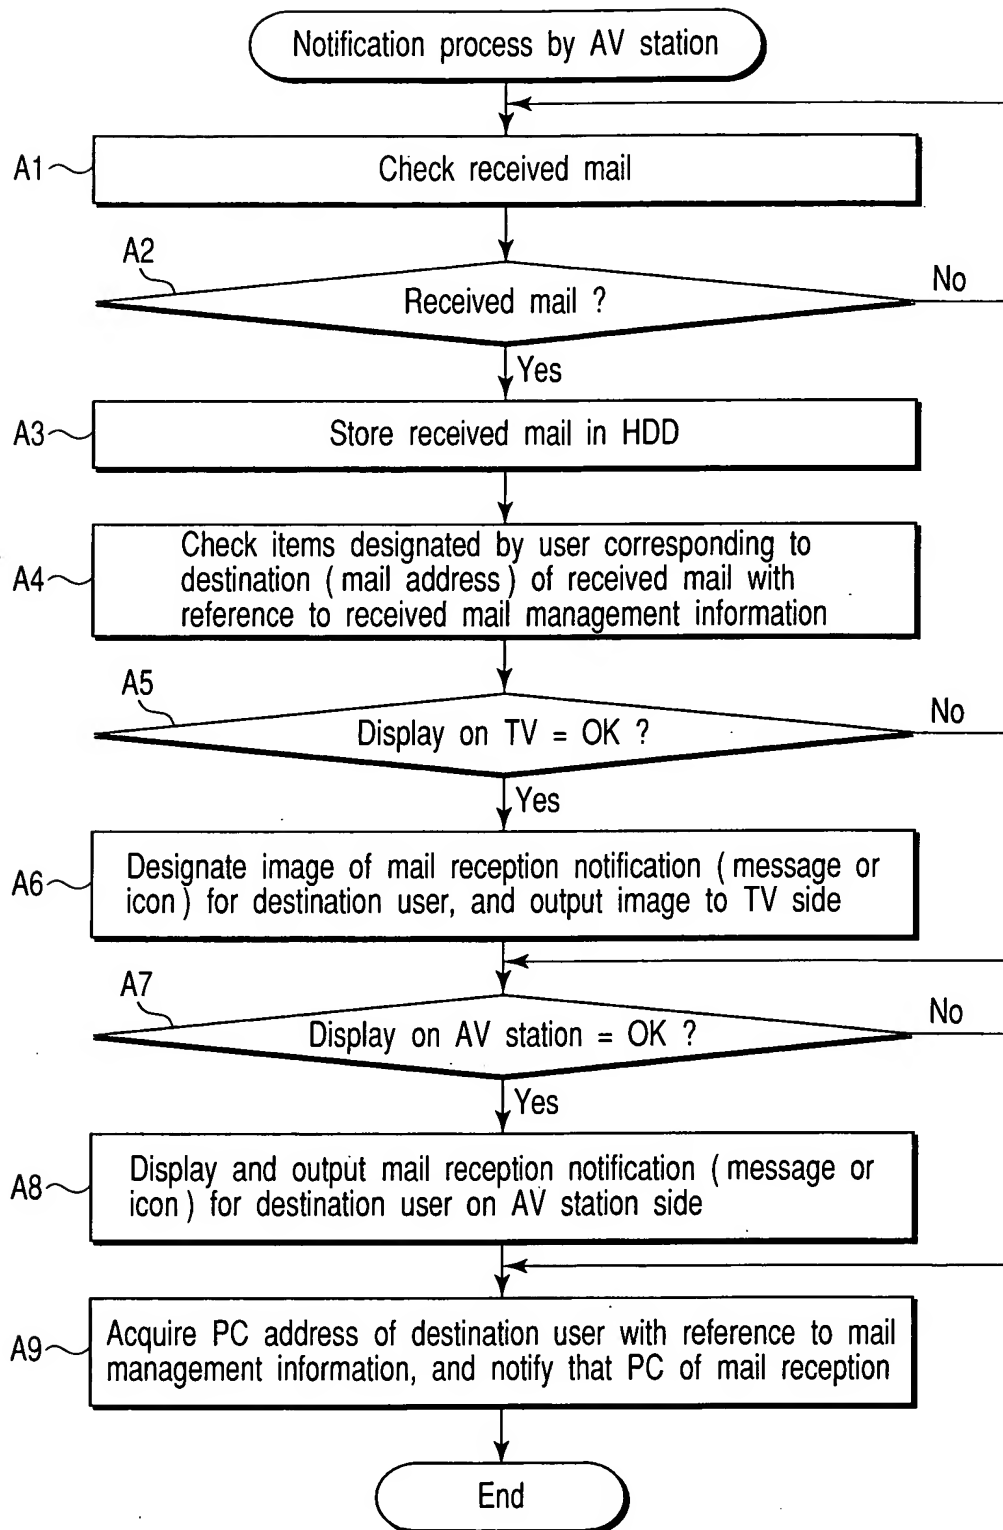 Notification process by AV station
A1
Check received mail
A2
Received mail ?
No
Yes
A3
Store received mail in HDD
A4
Check items designated by user corresponding to
destination ( mail address ) of received mail with
reference to received mail management information
A5
Display on TV = OK ?
No
Yes
A6
Designate image of mail reception notification ( message or
icon ) for destination user, and output image to TV side
A7
Display on AV station = OK ?
No
Yes
A8
Display and output mail reception notification ( message or
icon ) for destination user on AV station side
A9
Acquire PC address of destination user with reference to mail
management information, and notify that PC of mail reception
End